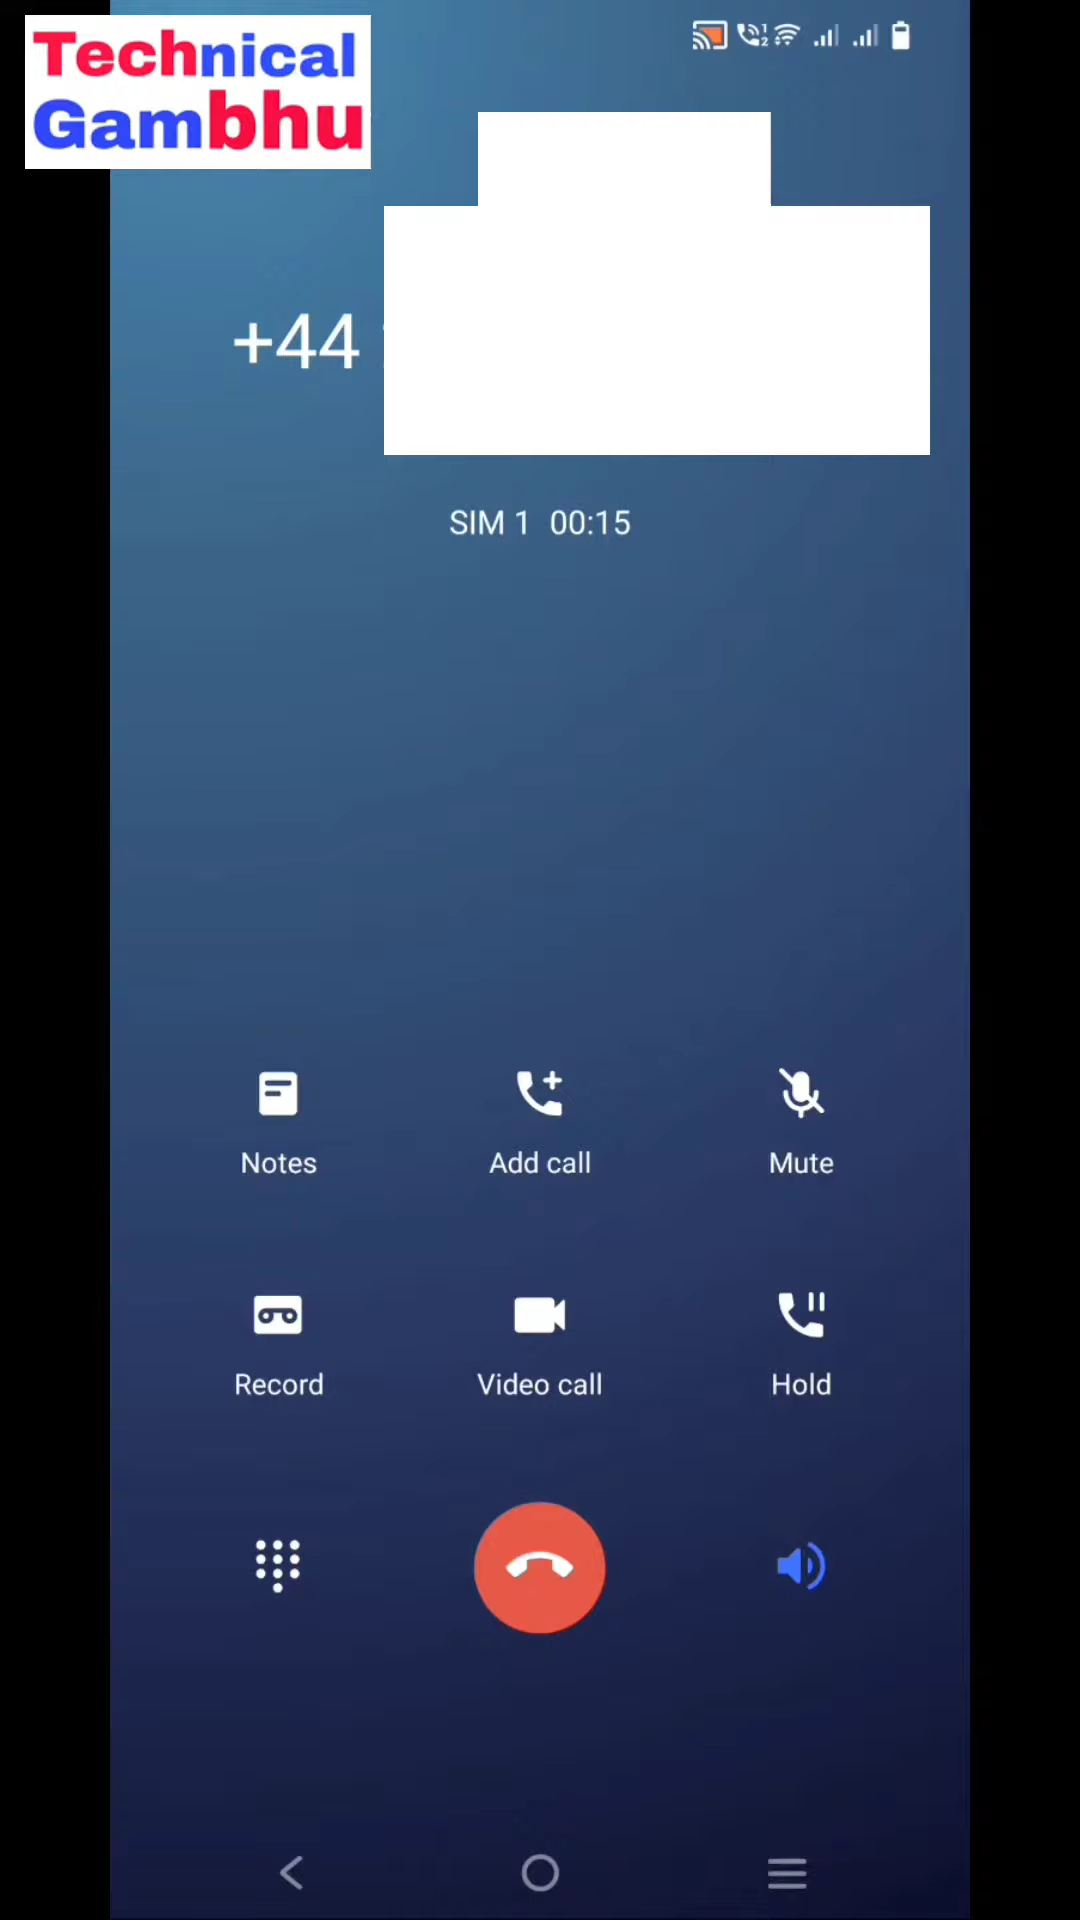 Technical
Gambhu
+44
SIM 1 00:15
Notes
Add call
Mute
Record
Video call
Hold